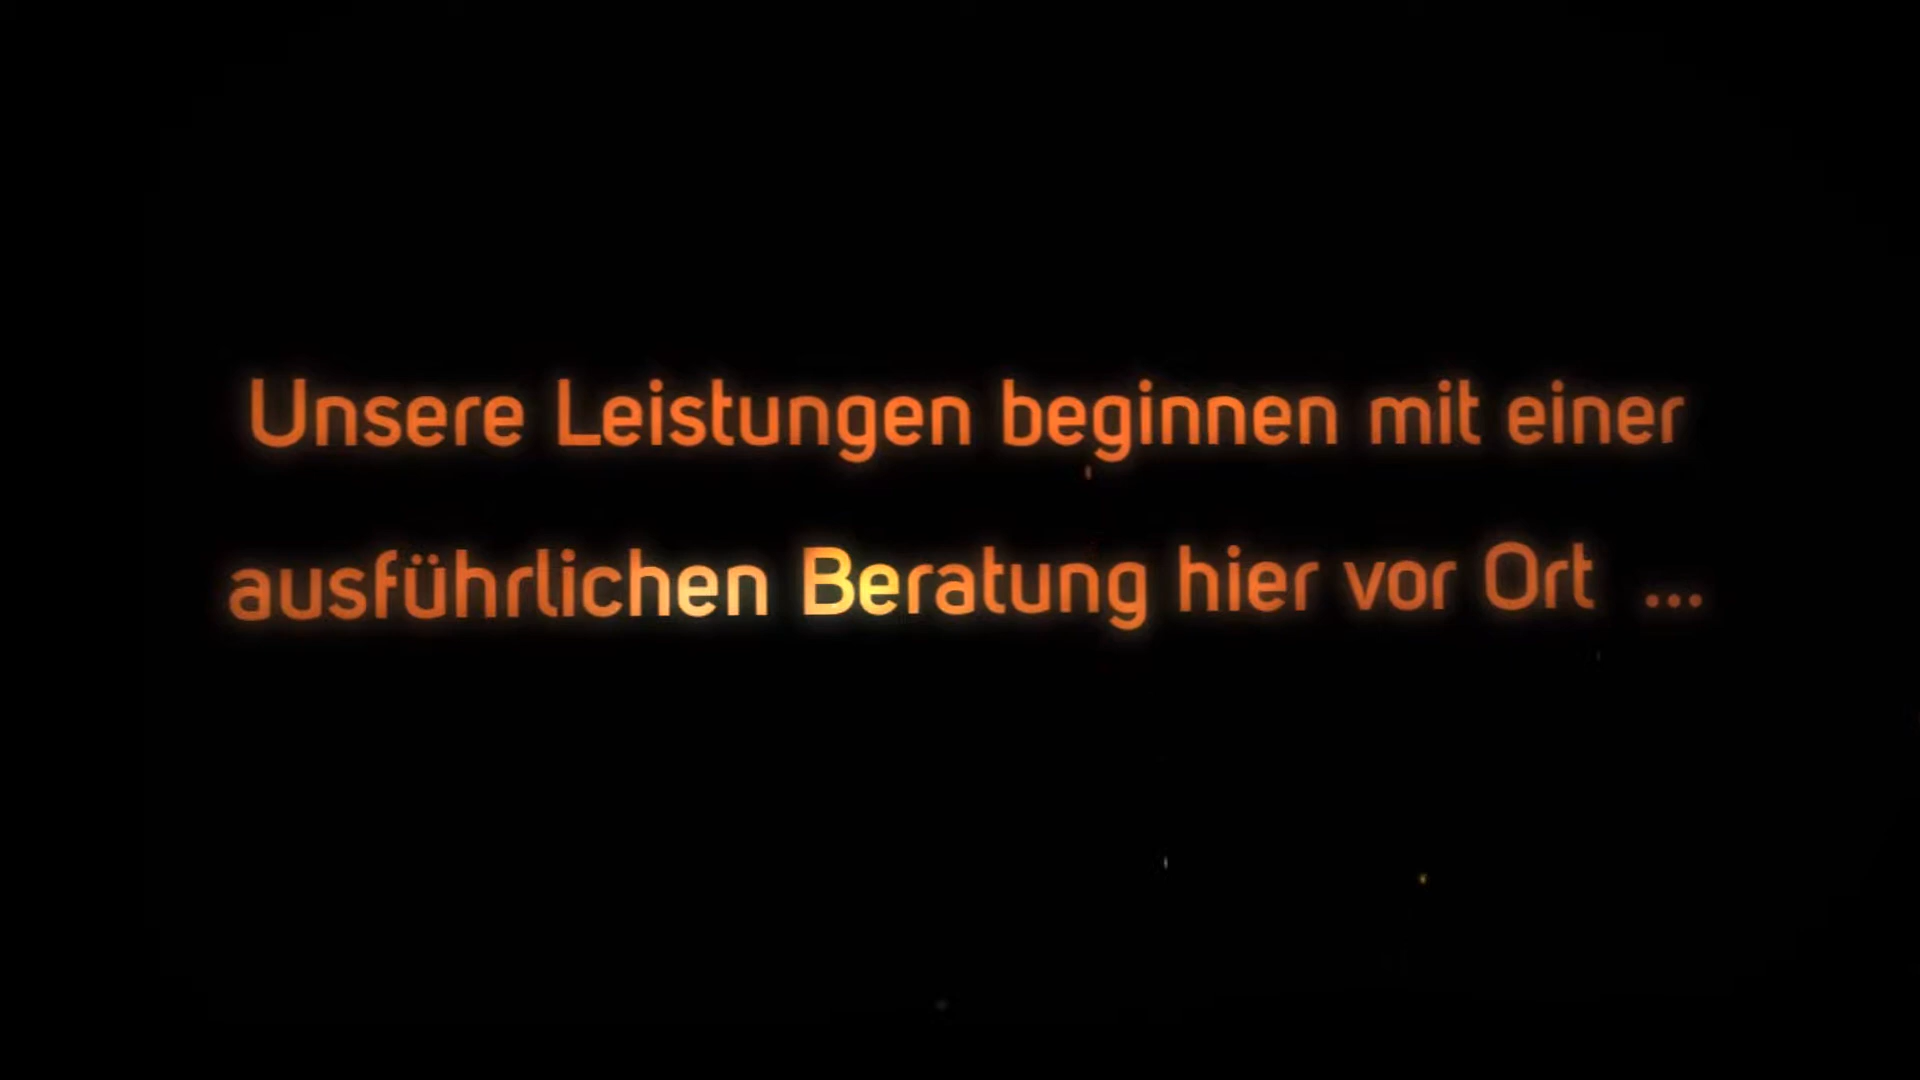 Unsere Leistungen beginnen mit einer
ausführlichen Beratung hier vor Ort ...